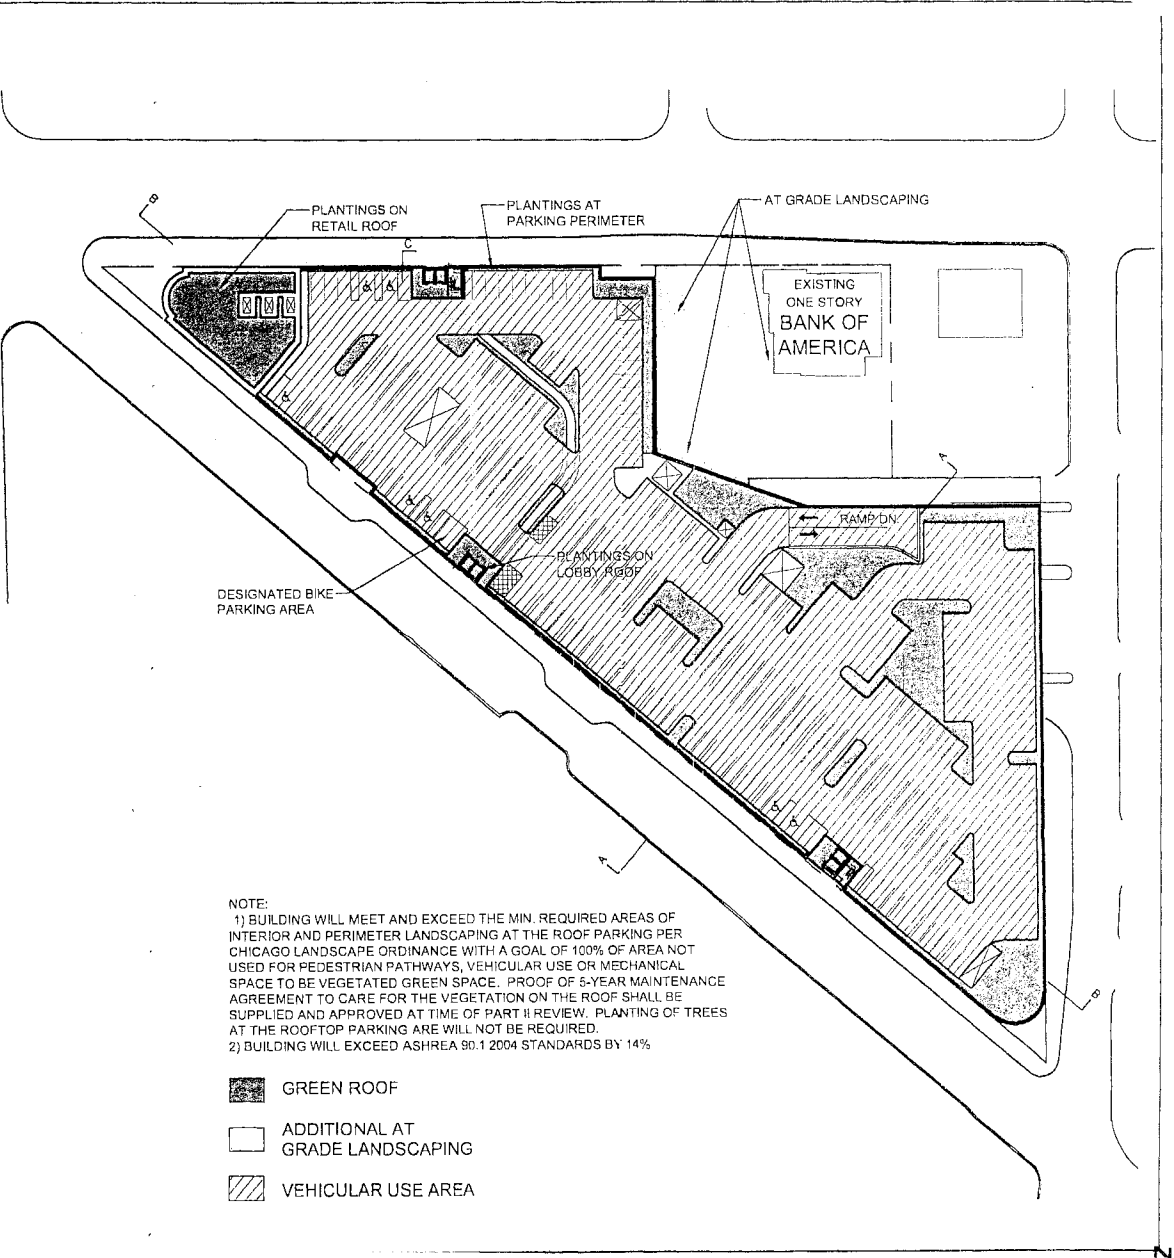 B
PLANTINGS ON
RETAIL ROOF
PLANTINGS AT
PARKING PERIMETER
AT GRADE LANDSCAPING
C
EXISTING
ONE STORY
BANK OF
AMERICA
A
RAMP DN.
PLANTINGS ON
LOBBY ROOF
DESIGNATED BIKE
PARKING AREA
A
B
NOTE:
1) BUILDING WILL MEET AND EXCEED THE MIN. REQUIRED AREAS OF
INTERIOR AND PERIMETER LANDSCAPING AT THE ROOF PARKING PER
CHICAGO LANDSCAPE ORDINANCE WITH A GOAL OF 100% OF AREA NOT
USED FOR PEDESTRIAN PATHWAYS, VEHICULAR USE OR MECHANICAL
SPACE TO BE VEGETATED GREEN SPACE. PROOF OF 5-YEAR MAINTENANCE
AGREEMENT TO CARE FOR THE VEGETATION ON THE ROOF SHALL BE
SUPPLIED AND APPROVED AT TIME OF PART II REVIEW. PLANTING OF TREES
AT THE ROOFTOP PARKING ARE WILL NOT BE REQUIRED.
2) BUILDING WILL EXCEED ASHREA 90.1 2004 STANDARDS BY 14%
GREEN ROOF
ADDITIONAL AT
GRADE LANDSCAPING
VEHICULAR USE AREA